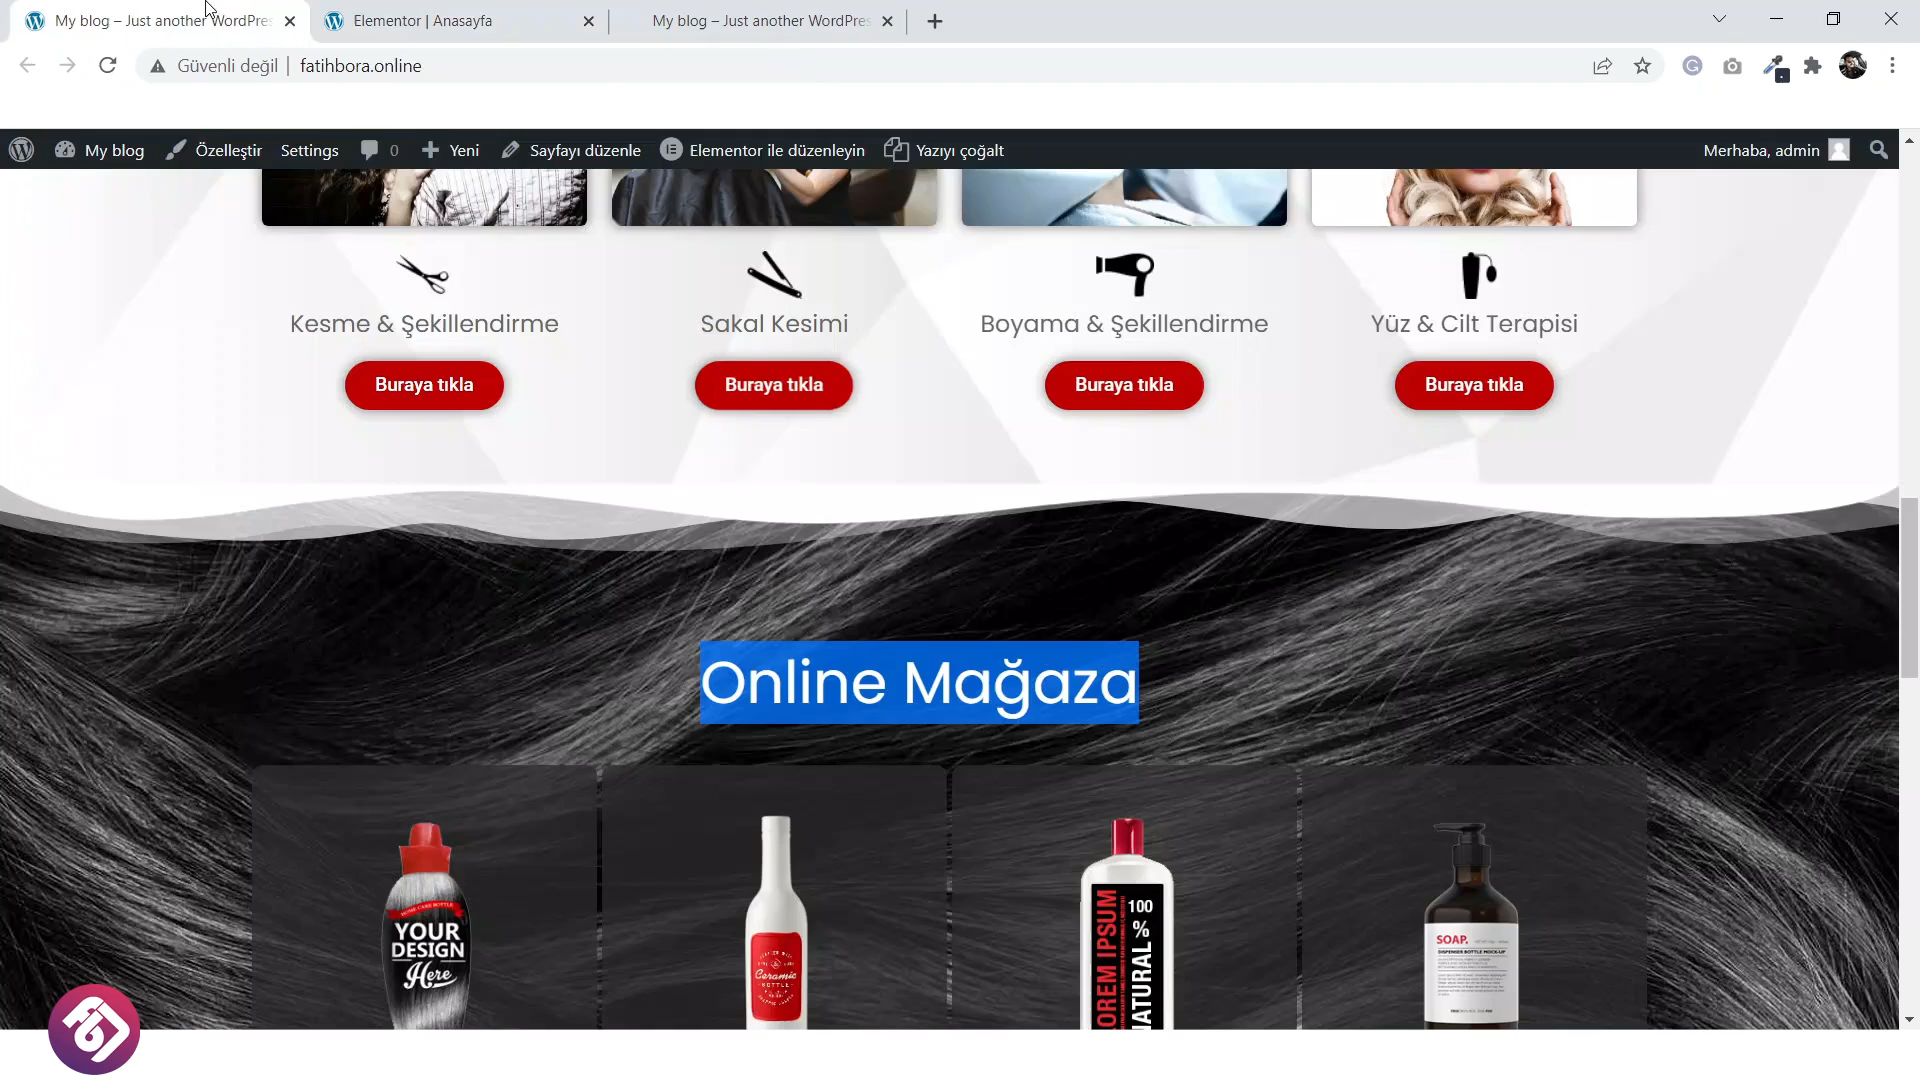 My blog – Just another WordPres
Elementor | Anasayfa
My blog – Just another WordPres
Güvenli değil
fatihbora.online
My blog
Özelleştir
Settings
0
Yeni
Sayfayı düzenle
Elementor ile düzenleyin
Yazıyı çoğalt
Merhaba, admin
Kesme & Şekillendirme
Sakal Kesimi
Boyama & Şekillendirme
Yüz & Cilt Terapisi
Buraya tıkla
Buraya tıkla
Buraya tıkla
Buraya tıkla
Online Mağaza
HOME CARE BOTTLE
YOUR
DESIGN
Here
Ceramic
BOTTLE
LOREM IPSUM
100
%
NATURAL
SOAP.
DISPENSER BOTTLE MOCK-UP